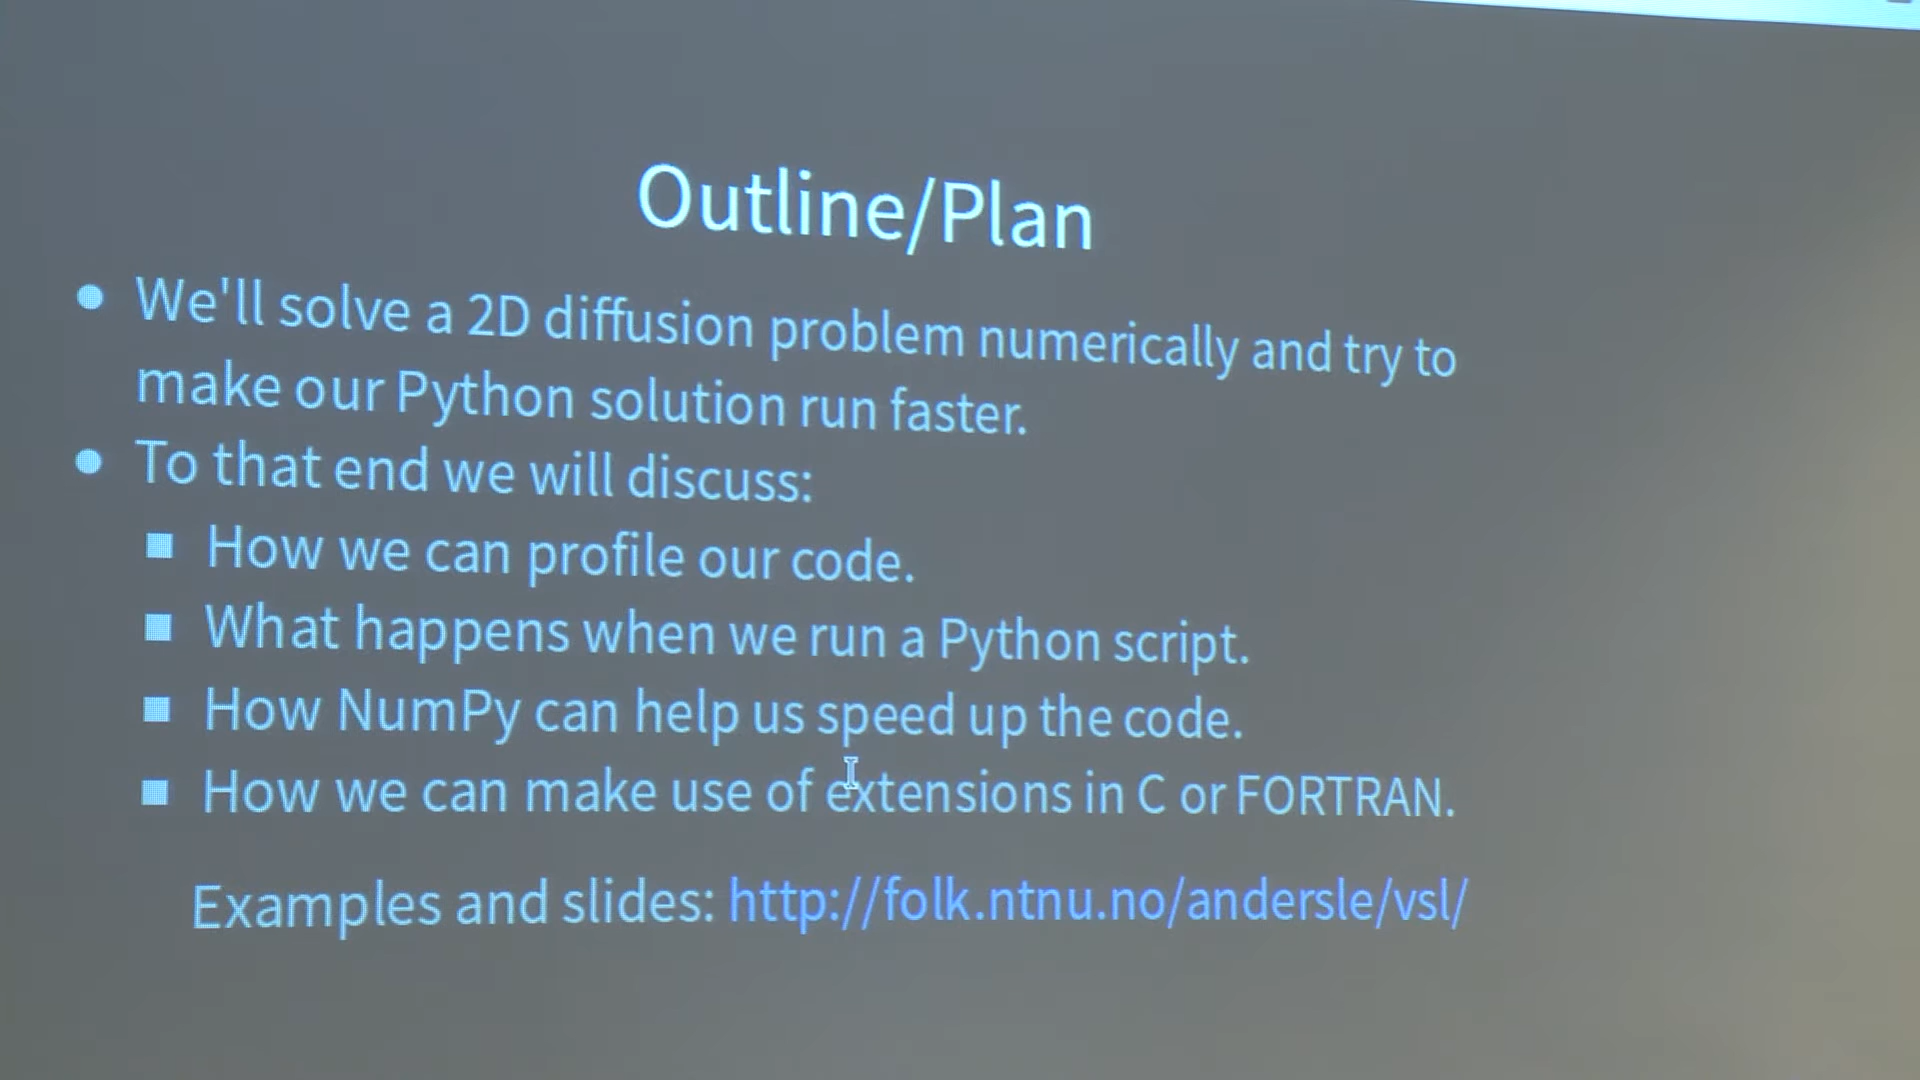 Outline/Plan
We'll solve a 2D diffusion problem numerically and try to
make our Python solution run faster.
To that end we will discuss:
How we can profile our code.
What happens when we run a Python script.
How NumPy can help us speed up the code.
How we can make use of extensions in C or FORTRAN.
Examples and slides: http://folk.ntnu.no/andersle/vsl/